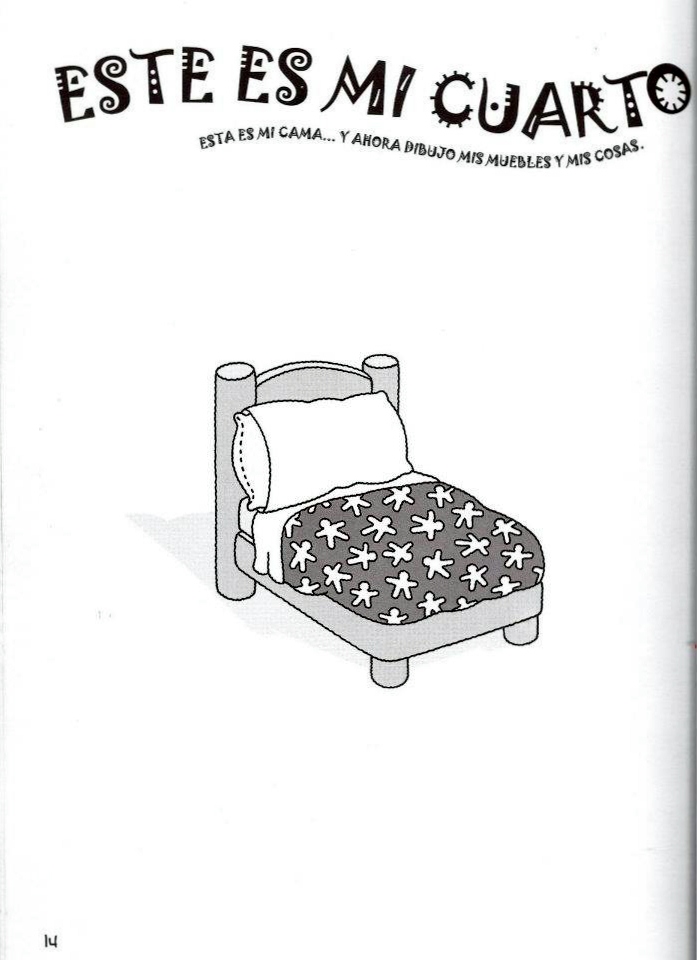 ESTE ES MI CUARTO
ESTA ES MI CAMA... Y AHORA DIBUJO MIS MUEBLES Y MIS COSAS.
14